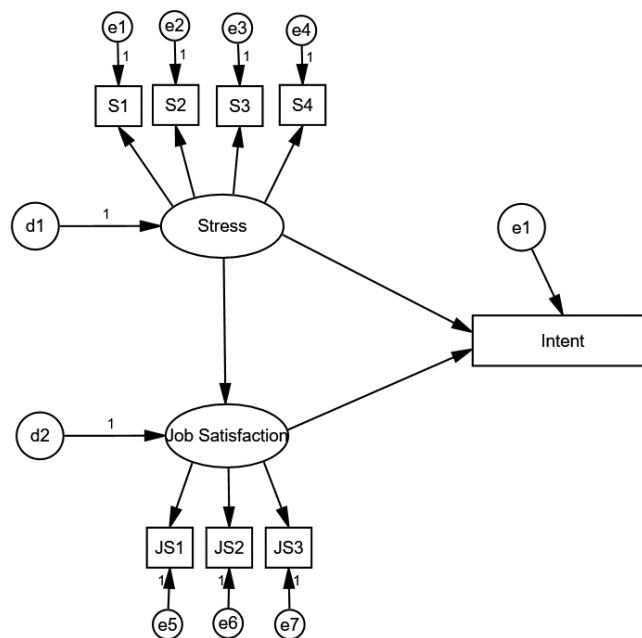 e1
e2
e3
e4
1
1
1
1
S1
S2
S3
S4
d1
1
Stress
e1
Intent
d2
1
Job Satisfaction
JS1
JS2
JS3
1
1
1
e5
e6
e7